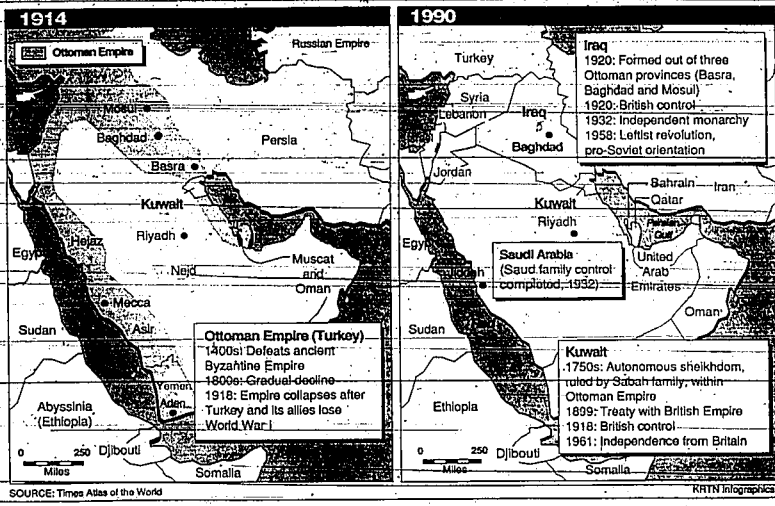 1914
Ottoman Empire
Russian Empire
Mosul
Baghdad
Persia
Basra
Kuwait
Riyadh
Hejaz
Egypt
Nejd
Muscat
and
Oman
Mecca
Sudan
Asir
Ottoman Empire (Turkey)
1400s: Defeats ancient
Byzantine Empire
1800s: Gradual decline
1918: Empire collapses after
Turkey and its allies lose
World War I
Yemen
Aden
Abyssinia
(Ethiopia)
Djibouti
Somalia
0 250
Miles
1990
Iraq
1920: Formed out of three
Ottoman provinces (Basra,
Baghdad and Mosul)
1920: British control
1932: Independent monarchy
1958: Leftist revolution,
pro-Soviet orientation
Turkey
Syria
Lebanon
Iraq
Baghdad
Jordan
Bahrain
Iran
Qatar
Kuwait
Persian
Gulf
Riyadh
Egypt
Saudi Arabia
(Saud family control
completed, 1932)
United
Arab
Emirates
Jiddah
Oman
Sudan
Kuwait
1750s: Autonomous sheikhdom,
ruled by Sabah family, within
Ottoman Empire
1899: Treaty with British Empire
1918: British control
1961: Independence from Britain
Ethiopia
Djibouti
Somalia
0 250
Miles
SOURCE: Times Atlas of the World
KRTN Infographics